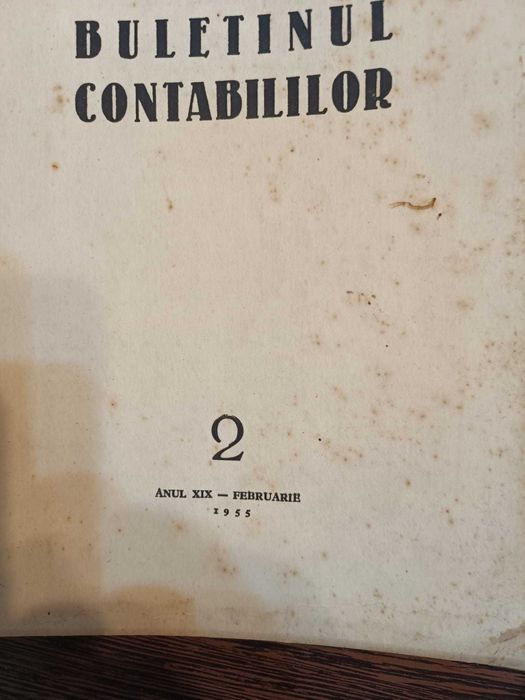 BULETINUL
CONTABILILOR
2
ANUL XIX — FEBRUARIE
1955